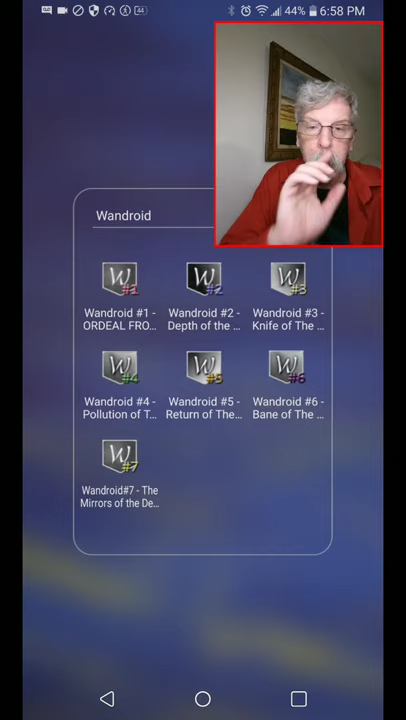 44
44% 6:58 PM
Wandroid
W #1
W #2
W #3
Wandroid #1 -
ORDEAL FRO...
Wandroid #2 -
Depth of the ...
Wandroid #3 -
Knife of The ...
W #4
W #5
W #6
Wandroid #4 -
Pollution of T...
Wandroid #5 -
Return of The...
Wandroid #6 -
Bane of The ...
W #7
Wandroid#7 - The
Mirrors of the De...